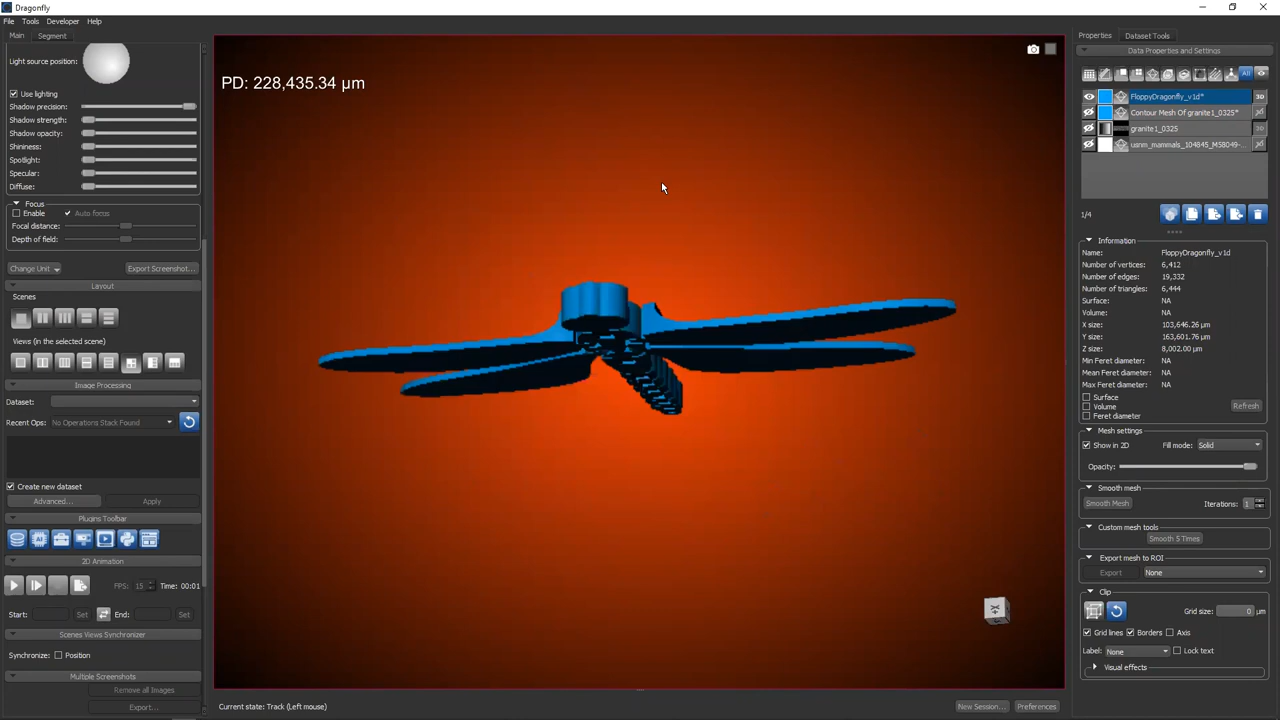 Dragonfly
File Tools Developer Help
Main Segment
Light source position:
Use lighting
Shadow precision:
Shadow strength:
Shadow opacity:
Shininess:
Spotlight:
Specular:
Diffuse:
Focus
Enable Auto focus
Focal distance:
Depth of field:
Change Unit Export Screenshot...
Layout
Scenes
Views (in the selected scene)
Image Processing
Dataset:
Recent Ops: No Operations Stack Found
Create new dataset
Advanced... Apply
Plugins Toolbar
2D Animation
FPS: 15 Time: 00:01
Start: Set End: Set
Scenes Views Synchronizer
Synchronize: Position
Multiple Screenshots
Remove all Images
Export...
PD: 228,435.34 µm
Current state: Track (Left mouse)
New Session... Preferences
Properties Dataset Tools
Data Properties and Settings
All
FloppyDragonfly_v1d* 3D
Contour Mesh Of granite1_0325*
granite1_0325
usnm_mammals_104845_M58049-...
1/4
Information
Name: FloppyDragonfly_v1d
Number of vertices: 6,412
Number of edges: 19,332
Number of triangles: 6,444
Surface: NA
Volume: NA
X size: 103,646.26 µm
Y size: 163,601.76 µm
Z size: 8,002.00 µm
Min Feret diameter: NA
Mean Feret diameter: NA
Max Feret diameter: NA
Surface
Volume Refresh
Feret diameter
Mesh settings
Show in 2D Fill mode: Solid
Opacity:
Smooth mesh
Smooth Mesh Iterations: 1
Custom mesh tools
Smooth 5 Times
Export mesh to ROI
Export None
Clip
Grid size: 0 µm
Grid lines Borders Axis
Label: None Lock text
Visual effects